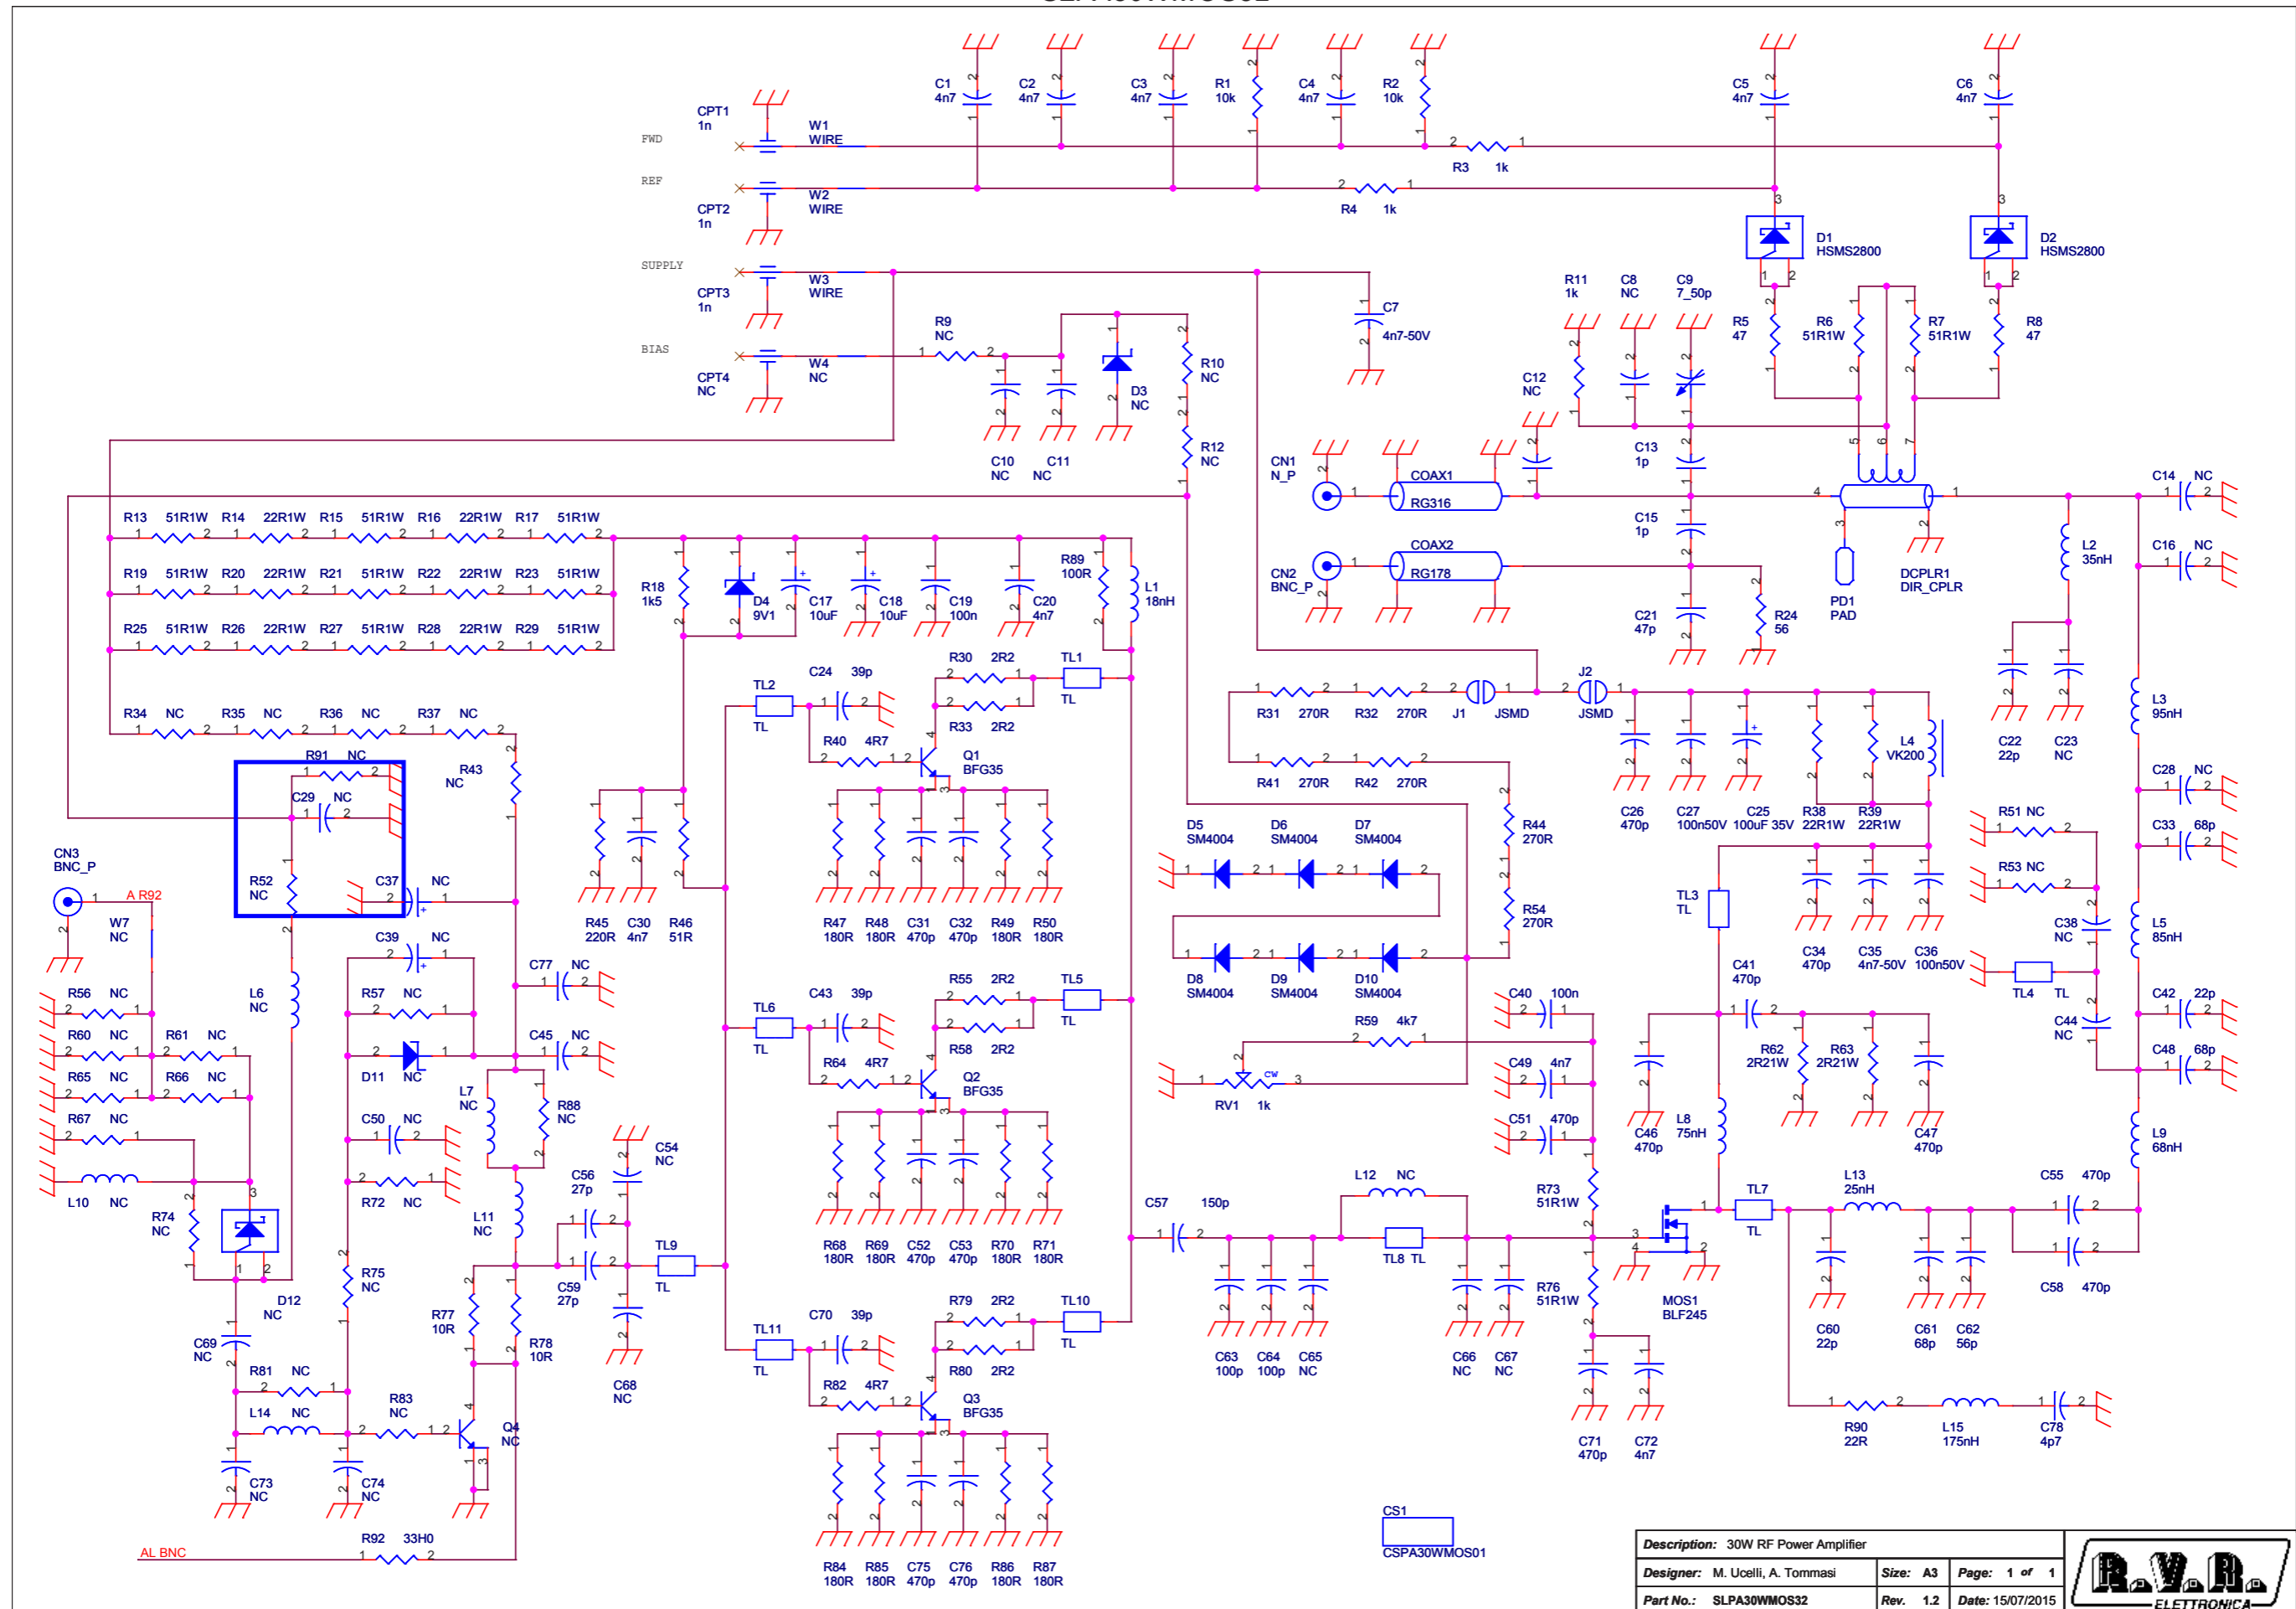 CPT1
1n
FWD
W1
WIRE
REF
CPT2
1n
W2
WIRE
SUPPLY
CPT3
1n
W3
WIRE
BIAS
CPT4
NC
W4
NC
C1
4n7
C2
4n7
C3
4n7
R1
10k
C4
4n7
R2
10k
C5
4n7
C6
4n7
R3 1k
R4 1k
D1
HSMS2800
D2
HSMS2800
R9
NC
C10
NC
C11
NC
D3
NC
R10
NC
R12
NC
C7
4n7-50V
R11
1k
C8
NC
C9
7_50p
R5
47
R6
51R1W
R7
51R1W
R8
47
C12
NC
CN1
N_P
COAX1
RG316
C13
1p
C15
1p
CN2
BNC_P
COAX2
RG178
C21
47p
R24
56
PD1
PAD
DCPLR1
DIR_CPLR
C14 NC
C16 NC
L2
35nH
C22
22p
C23
NC
L3
95nH
R13 51R1W R14 22R1W R15 51R1W R16 22R1W R17 51R1W
R19 51R1W R20 22R1W R21 51R1W R22 22R1W R23 51R1W
R25 51R1W R26 22R1W R27 51R1W R28 22R1W R29 51R1W
R34 NC R35 NC R36 NC R37 NC
R18
1k5
D4
9V1
C17
10uF
C18
10uF
C19
100n
C20
4n7
R89
100R
L1
18nH
R91 NC
C29 NC
R52
NC
C37 NC
R43
NC
CN3
BNC_P
A R92
W7
NC
C39 NC
R57 NC
D11 NC
C77 NC
C45 NC
L6
NC
R56 NC
R60 NC
R61 NC
R65 NC
R66 NC
R67 NC
L10 NC
R74
NC
D12
NC
C50 NC
R72 NC
L7
NC
R88
NC
L11
NC
R75
NC
R77
10R
R78
10R
C69
NC
R81 NC
L14 NC
C73
NC
C74
NC
R83
NC
Q4
NC
R92 33H0
AL BNC
C54
NC
C56
27p
C59
27p
C68
NC
TL9
TL
TL2
TL
C24 39p
R40 4R7
R30 2R2
R33 2R2
TL1
TL
Q1
BFG35
R45
220R
C30
4n7
R46
51R
R47
180R
R48
180R
C31
470p
C32
470p
R49
180R
R50
180R
TL6
TL
C43 39p
R64 4R7
R55 2R2
R58 2R2
TL5
TL
Q2
BFG35
R68
180R
R69
180R
C52
470p
C53
470p
R70
180R
R71
180R
TL11
TL
C70 39p
R82 4R7
R79 2R2
R80 2R2
TL10
TL
Q3
BFG35
R84
180R
R85
180R
C75
470p
C76
470p
R86
180R
R87
180R
R31 270R
R32 270R
J1 JSMD
J2
JSMD
R41 270R
R42 270R
R44
270R
R54
270R
D5
SM4004
D6
SM4004
D7
SM4004
D8
SM4004
D9
SM4004
D10
SM4004
R59 4k7
RV1 1k
CW
C26
470p
C27
100n50V
C25
100uF 35V
R38
22R1W
R39
22R1W
L4
VK200
TL3
TL
C34
470p
C35
4n7-50V
C36
100n50V
C40 100n
C49 4n7
C51 470p
C41
470p
R62
2R21W
R63
2R21W
C46
470p
L8
75nH
C47
470p
R51 NC
R53 NC
C38
NC
TL4 TL
C44
NC
C28 NC
C33 68p
L5
85nH
C42 22p
C48 68p
L9
68nH
C57 150p
C63
100p
C64
100p
C65
NC
L12 NC
TL8 TL
C66
NC
C67
NC
R73
51R1W
R76
51R1W
C71
470p
C72
4n7
MOS1
BLF245
TL7
TL
L13
25nH
C60
22p
C61
68p
C62
56p
C55 470p
C58 470p
R90
22R
L15
175nH
C78
4p7
CS1
CSPA30WMOS01
Description: 30W RF Power Amplifier
Designer: M. Ucelli, A. Tommasi Size: A3 Page: 1 of 1
Part No.: SLPA30WMOS32 Rev. 1.2 Date: 15/07/2015
R.V.R.
ELETTRONICA